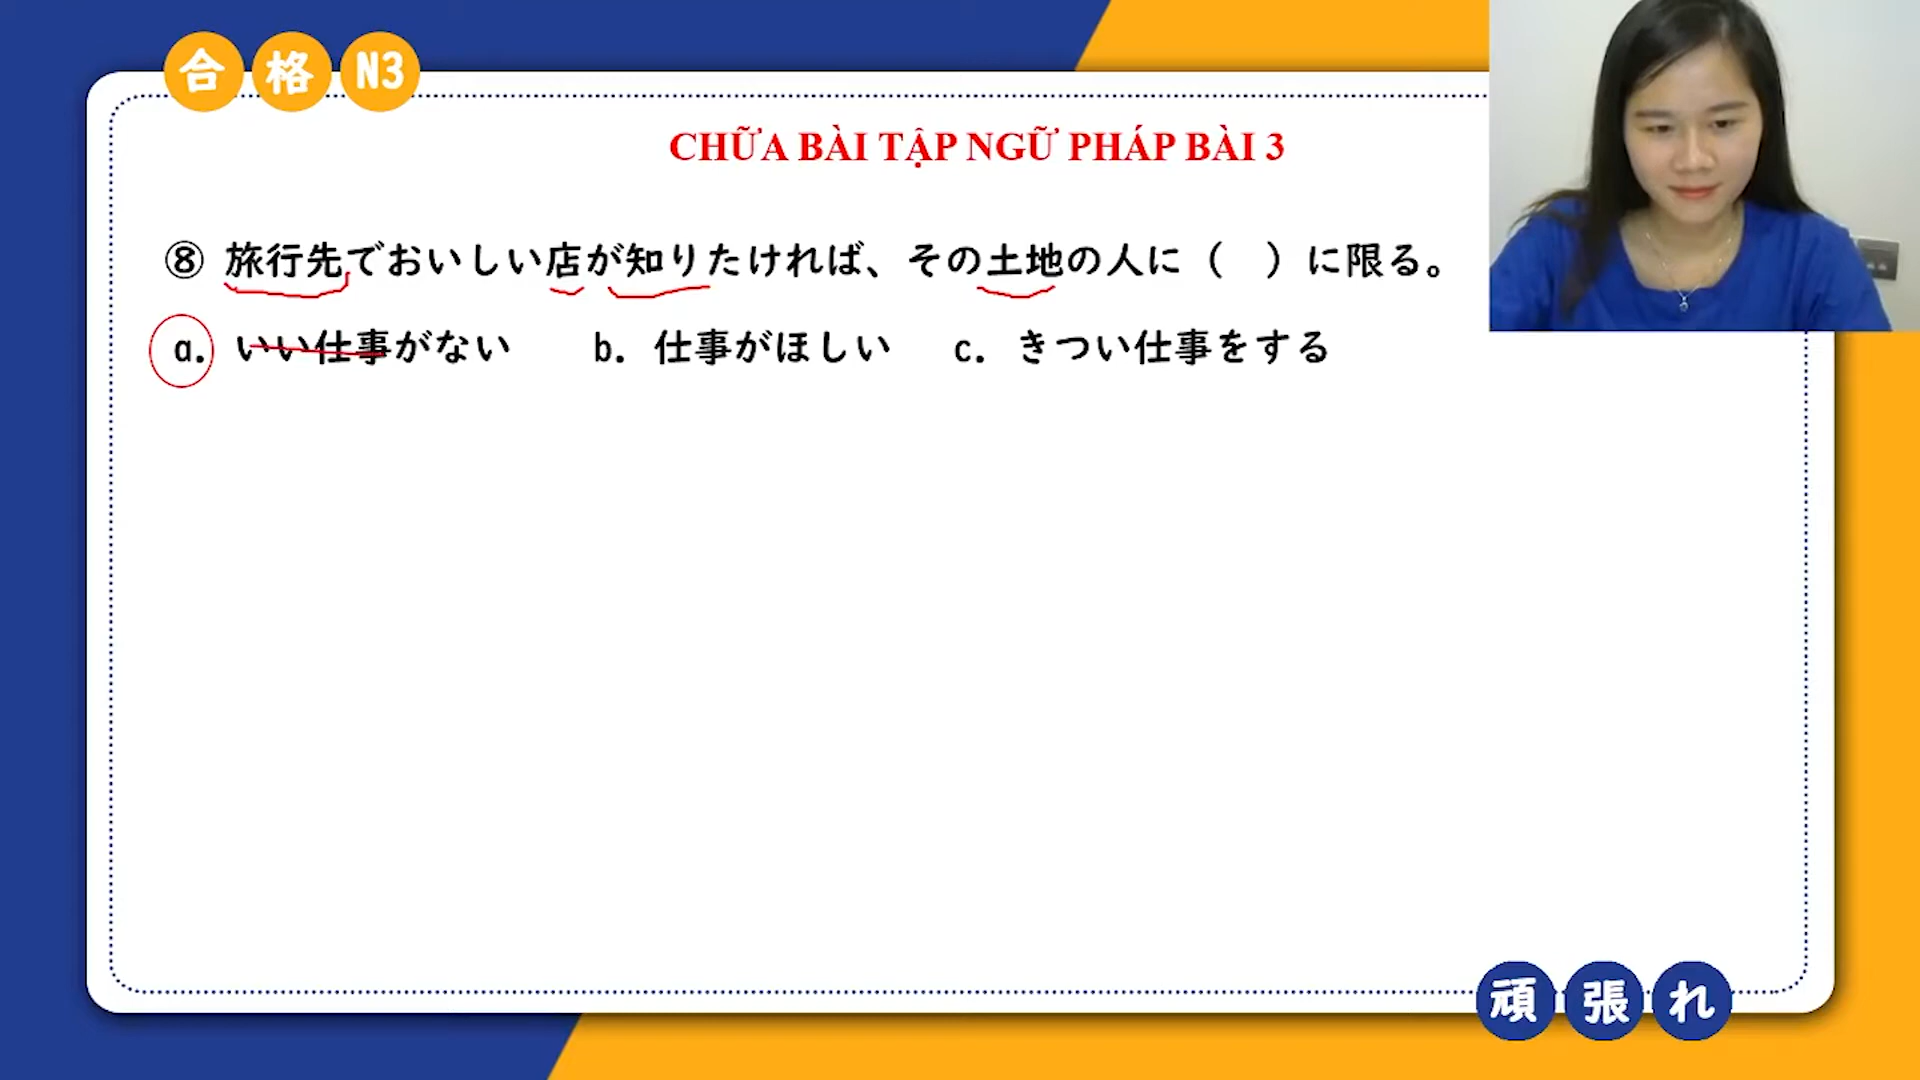 合格N3
CHỮA BÀI TẬP NGỮ PHÁP BÀI 3
⑧ 旅行先でおいしい店が知りたければ、その土地の人に（　）に限る。
a. いい仕事がない　b. 仕事がほしい　c. きつい仕事をする
頑張れ